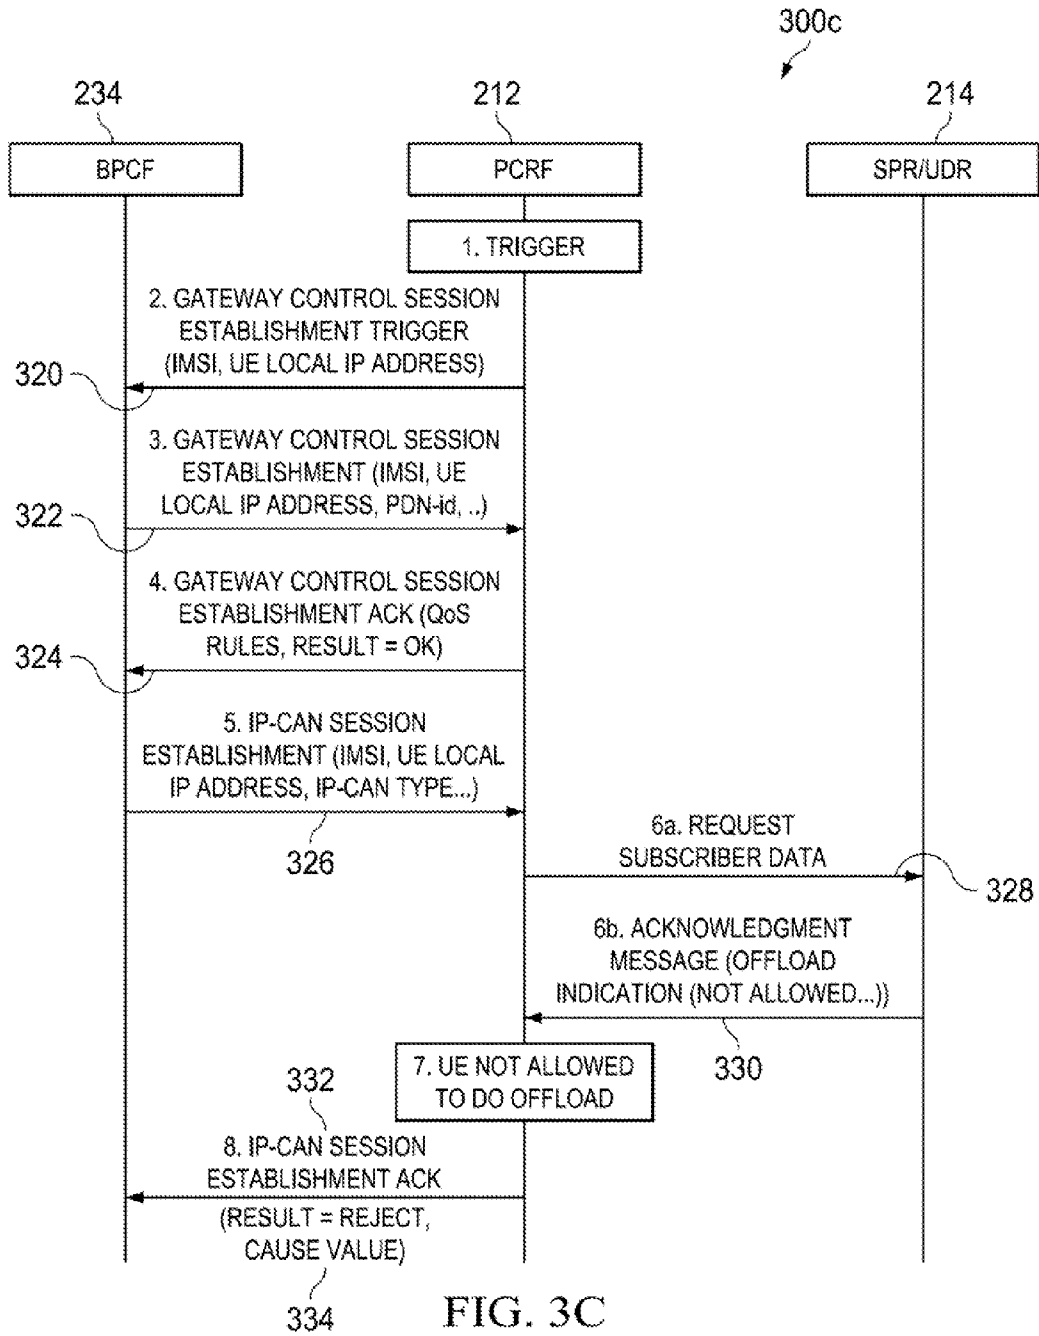 300c
234
212
214
BPCF
PCRF
SPR/UDR
1. TRIGGER
2. GATEWAY CONTROL SESSION
ESTABLISHMENT TRIGGER
(IMSI, UE LOCAL IP ADDRESS)
320
3. GATEWAY CONTROL SESSION
ESTABLISHMENT (IMSI, UE
LOCAL IP ADDRESS, PDN-id, ..)
322
4. GATEWAY CONTROL SESSION
ESTABLISHMENT ACK (QoS
RULES, RESULT = OK)
324
5. IP-CAN SESSION
ESTABLISHMENT (IMSI, UE LOCAL
IP ADDRESS, IP-CAN TYPE...)
326
6a. REQUEST
SUBSCRIBER DATA
328
6b. ACKNOWLEDGMENT
MESSAGE (OFFLOAD
INDICATION (NOT ALLOWED...))
330
7. UE NOT ALLOWED
TO DO OFFLOAD
332
8. IP-CAN SESSION
ESTABLISHMENT ACK
(RESULT = REJECT,
CAUSE VALUE)
334
FIG. 3C